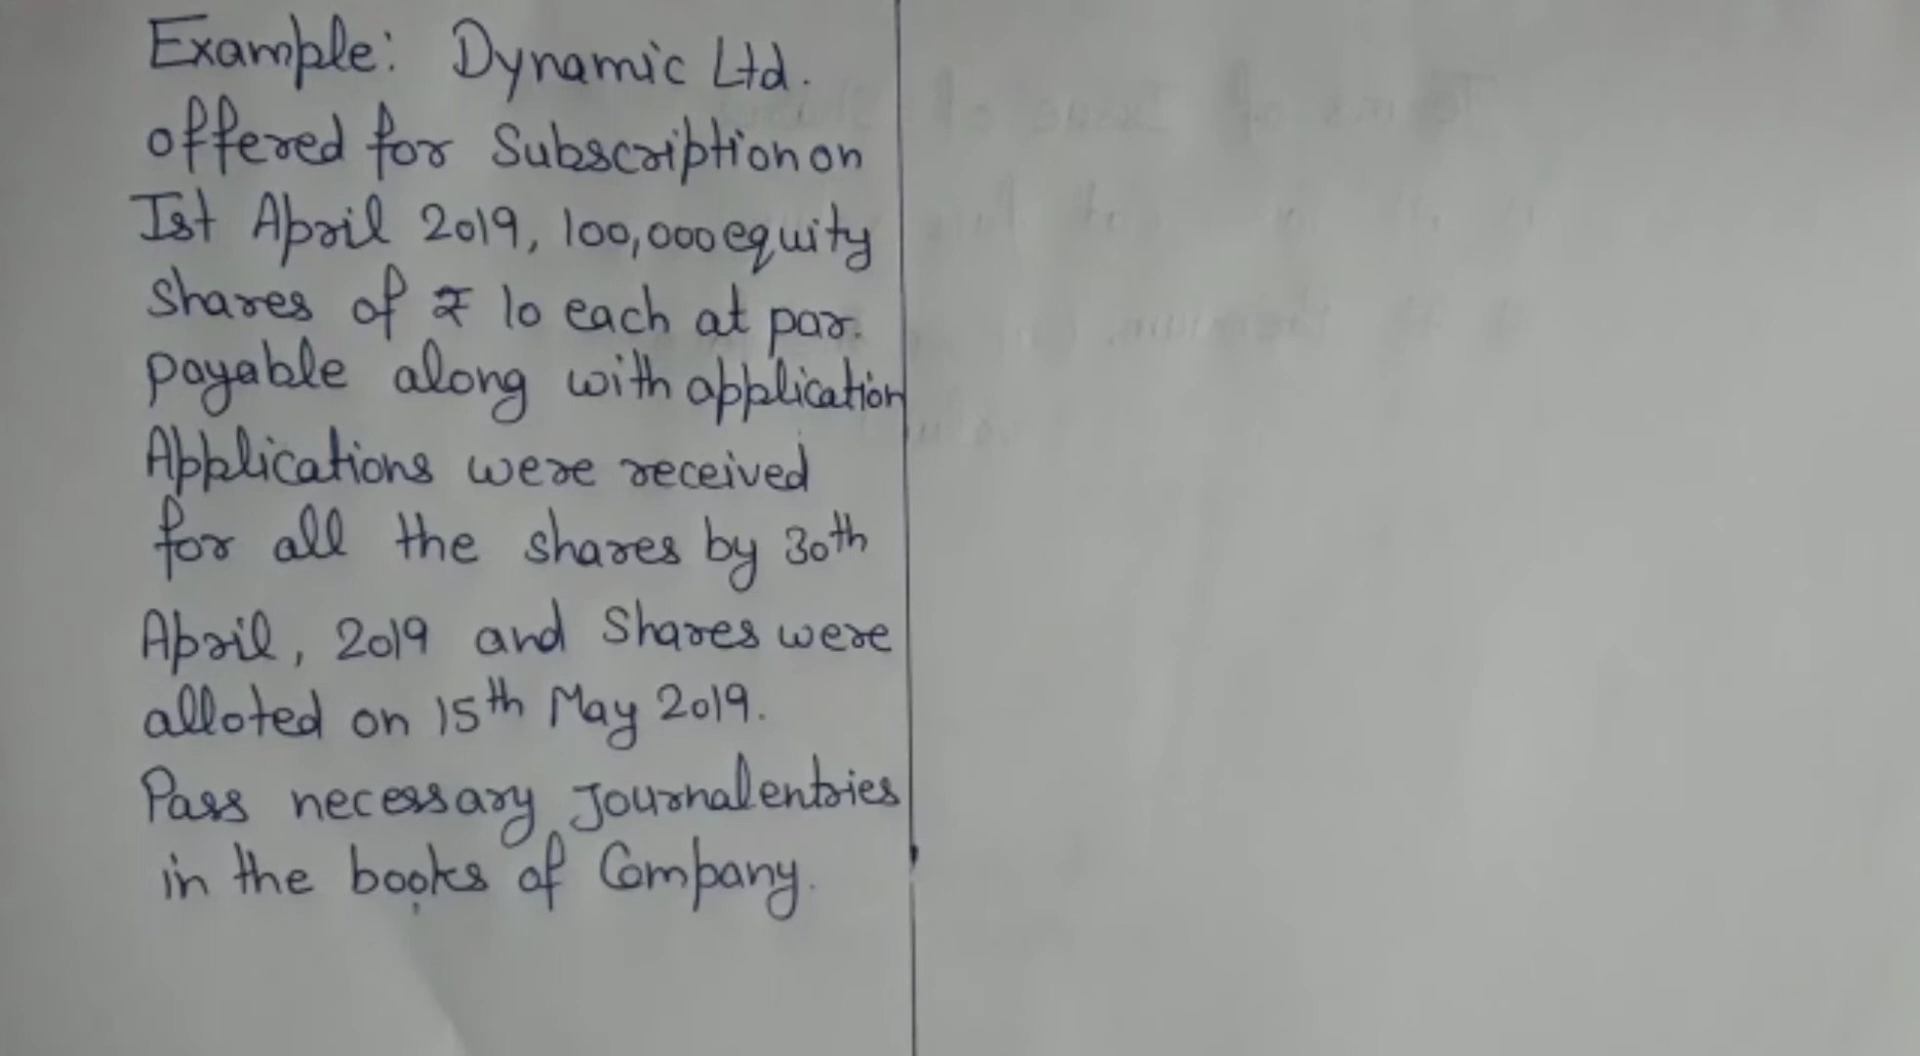 Example: Dynamic Ltd.
offered for Subscription on
Ist April 2019, 100,000 equity
Shares of ₹ 10 each at par.
payable along with application
Applications were received
for all the shares by 30th
April, 2019 and Shares were
alloted on 15th May 2019.
Pass necessary Journal entries
in the books of Company.